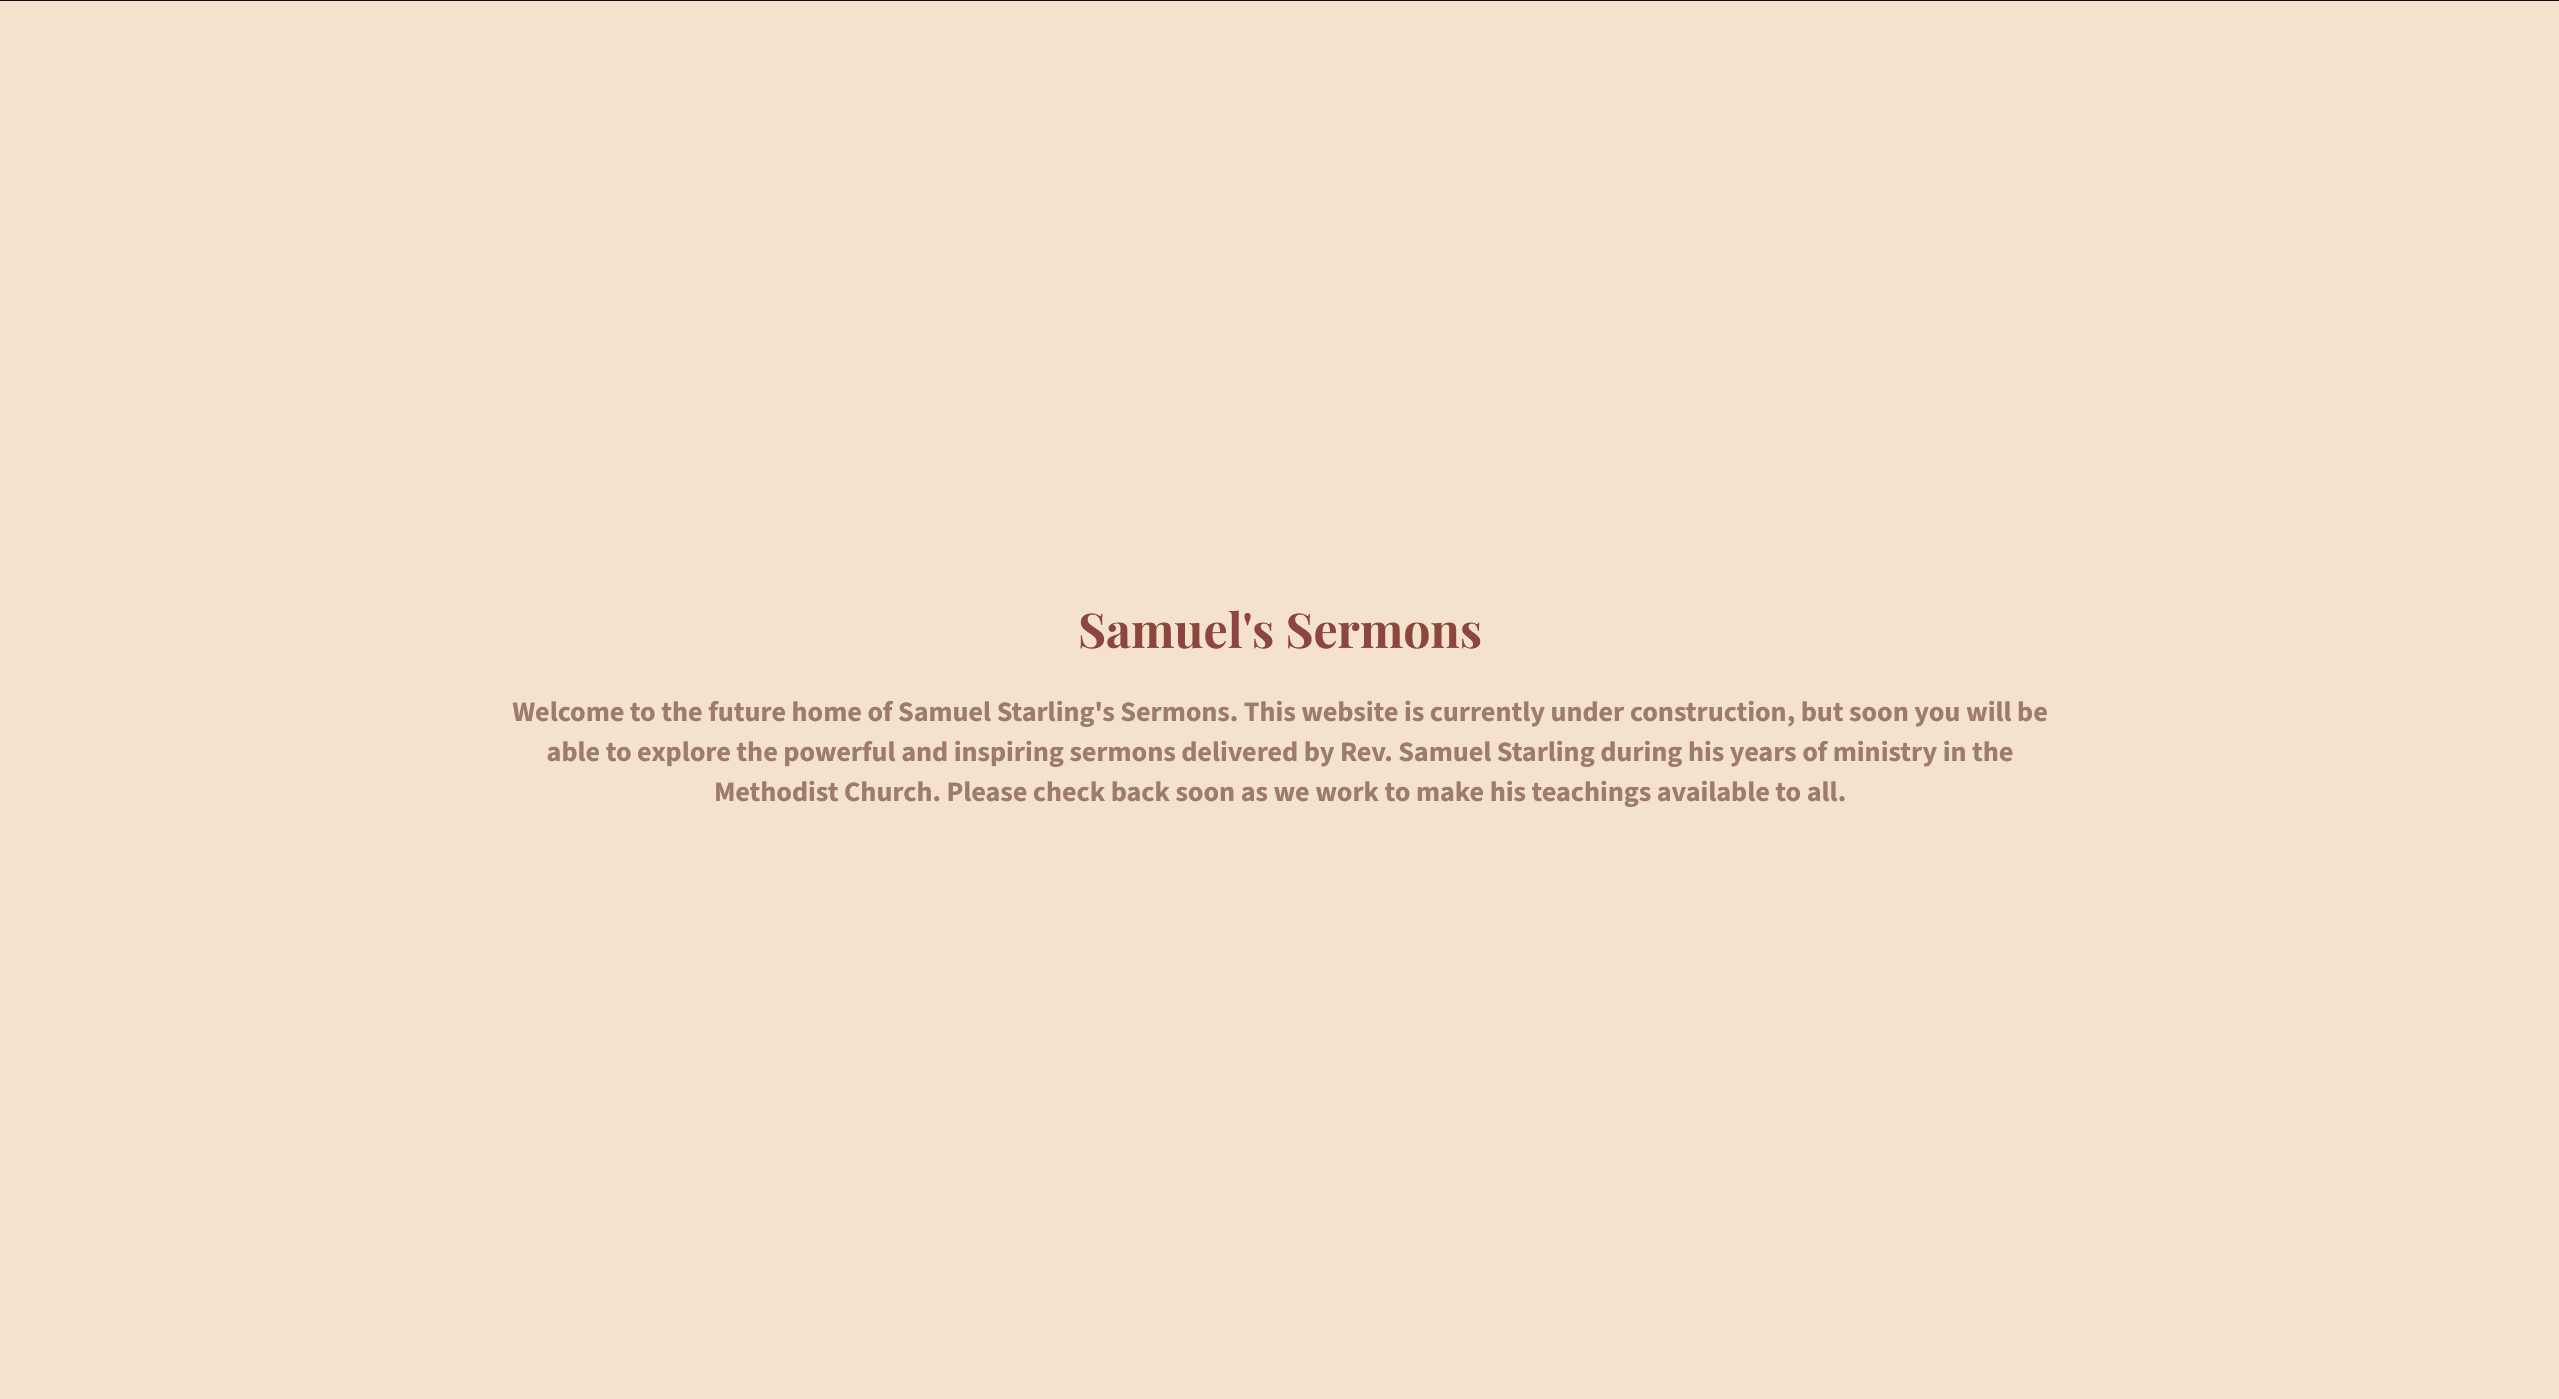 Samuel's Sermons
Welcome to the future home of Samuel Starling's Sermons. This website is currently under construction, but soon you will be
able to explore the powerful and inspiring sermons delivered by Rev. Samuel Starling during his years of ministry in the
Methodist Church. Please check back soon as we work to make his teachings available to all.